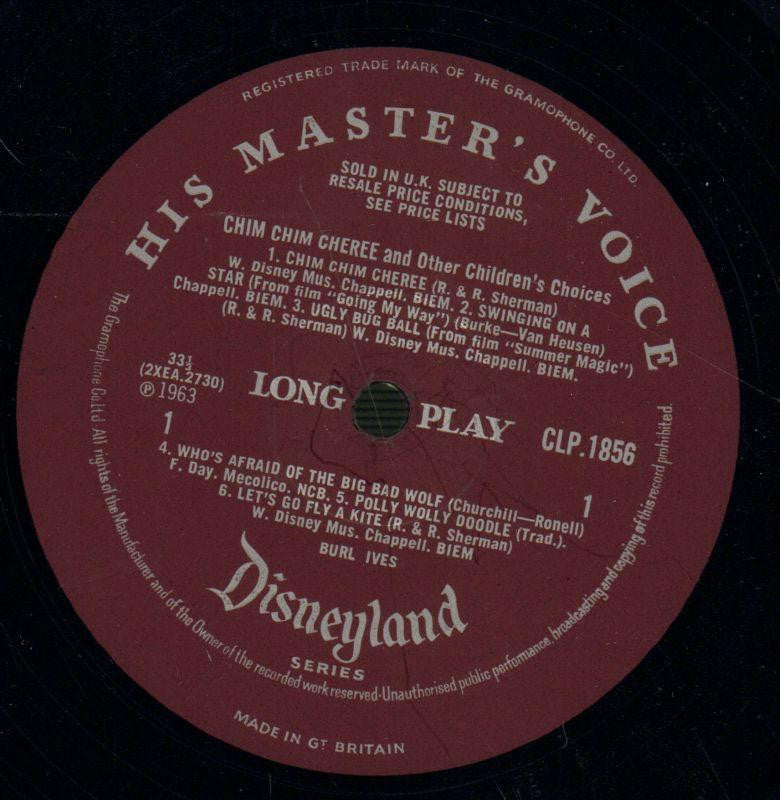 REGISTERED TRADE MARK OF THE GRAMOPHONE CO. LTD.
HIS MASTER'S VOICE
SOLD IN U.K. SUBJECT TO
RESALE PRICE CONDITIONS,
SEE PRICE LISTS
CHIM CHIM CHEREE and Other Children's Choices
1. CHIM CHIM CHEREE (R. & R. Sherman)
W. Disney Mus. Chappell. BIEM. 2. SWINGING ON A
STAR (From film "Going My Way") (Burke—Van Heusen)
Chappell. BIEM. 3. UGLY BUG BALL (From film "Summer Magic")
(R. & R. Sherman) W. Disney Mus. Chappell. BIEM.
33⅓
(2XEA.2730)
℗ 1963
LONG PLAY
CLP.1856
1
1
4. WHO'S AFRAID OF THE BIG BAD WOLF (Churchill—Ronell)
F. Day. Mecolico. NCB. 5. POLLY WOLLY DOODLE (Trad.).
6. LET'S GO FLY A KITE (R. & R. Sherman)
W. Disney Mus. Chappell. BIEM
BURL IVES
Disneyland
SERIES
The Gramophone Co. Ltd · All rights of the Manufacturer and of the Owner of the recorded work reserved · Unauthorised public performance, broadcasting and copying of this record prohibited.
MADE IN GT BRITAIN